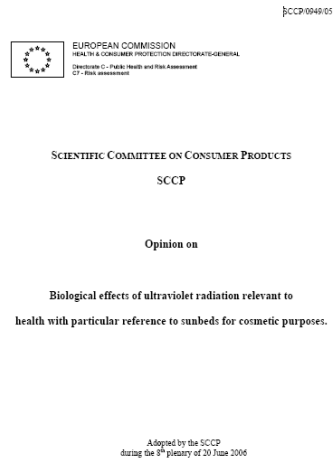 SCCP/0949/05
EUROPEAN COMMISSION
HEALTH & CONSUMER PROTECTION DIRECTORATE-GENERAL
Directorate C - Public Health and Risk Assessment
C7 - Risk assessment
SCIENTIFIC COMMITTEE ON CONSUMER PRODUCTS
SCCP
Opinion on
Biological effects of ultraviolet radiation relevant to
health with particular reference to sunbeds for cosmetic purposes.
Adopted by the SCCP
during the 8th plenary of 20 June 2006